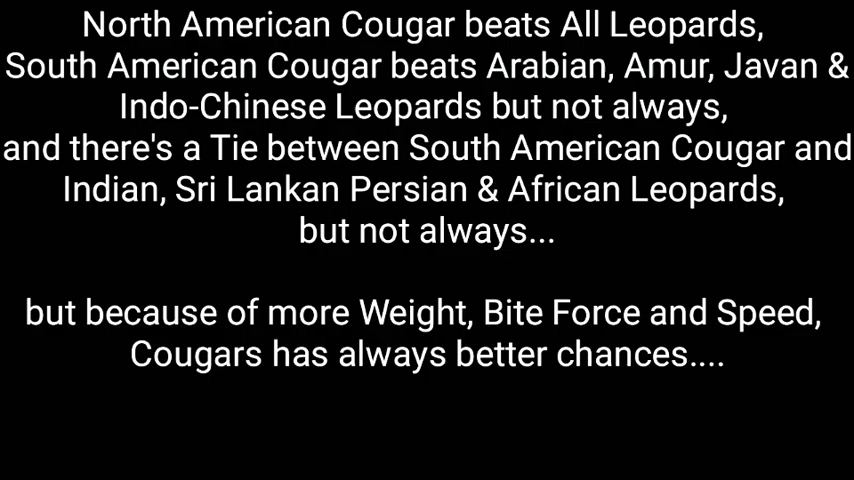 North American Cougar beats All Leopards,
South American Cougar beats Arabian, Amur, Javan &
Indo-Chinese Leopards but not always,
and there's a Tie between South American Cougar and
Indian, Sri Lankan Persian & African Leopards,
but not always...
but because of more Weight, Bite Force and Speed,
Cougars has always better chances....